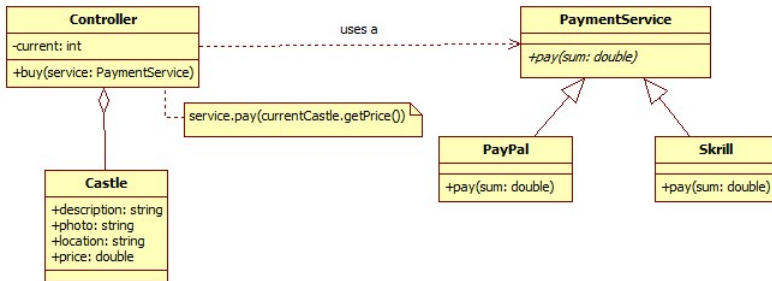 Controller
-current: int
+buy(service: PaymentService)
uses a
PaymentService
+pay(sum: double)
service.pay(currentCastle.getPrice())
PayPal
+pay(sum: double)
Skrill
+pay(sum: double)
Castle
+description: string
+photo: string
+location: string
+price: double